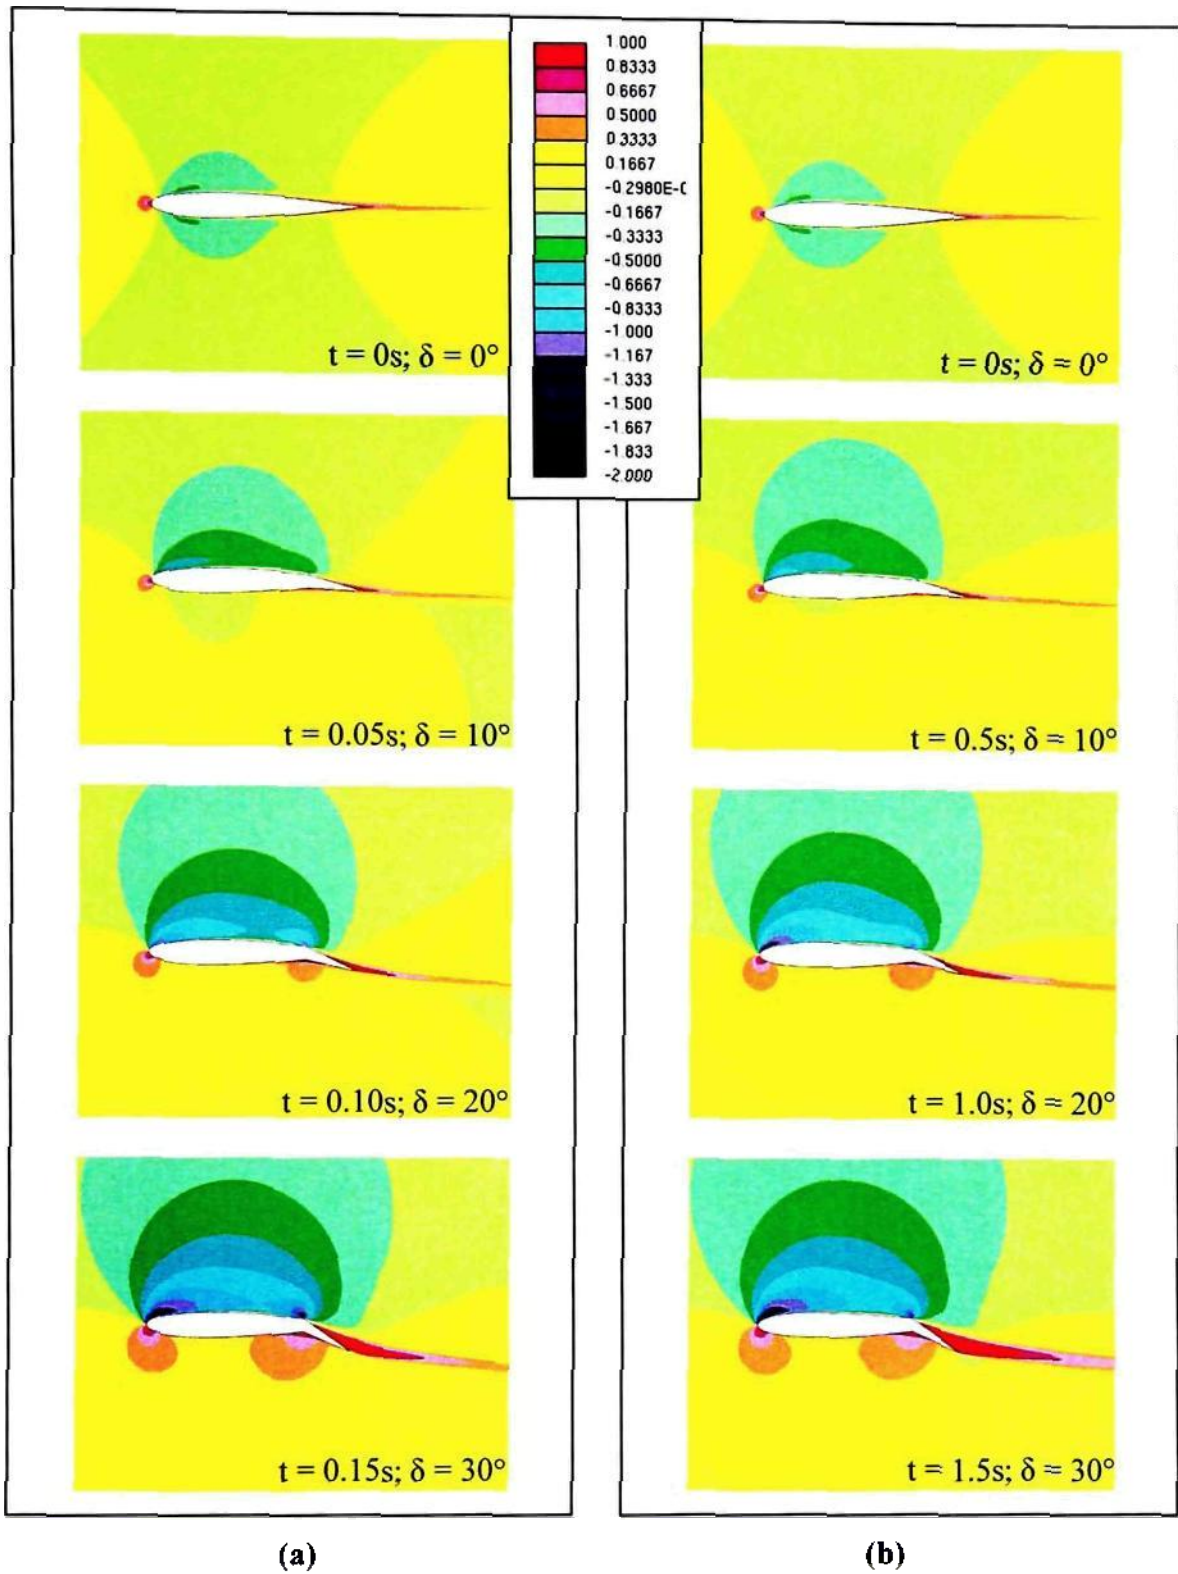 1.000
0.8333
0.6667
0.5000
0.3333
0.1667
-0.2980E-0
-0.1667
-0.3333
-0.5000
-0.6667
-0.8333
-1.000
-1.167
-1.333
-1.500
-1.667
-1.833
-2.000
t = 0s; δ = 0°
t = 0s; δ = 0°
t = 0.05s; δ = 10°
t = 0.5s; δ = 10°
t = 0.10s; δ = 20°
t = 1.0s; δ = 20°
t = 0.15s; δ = 30°
t = 1.5s; δ = 30°
(a)
(b)